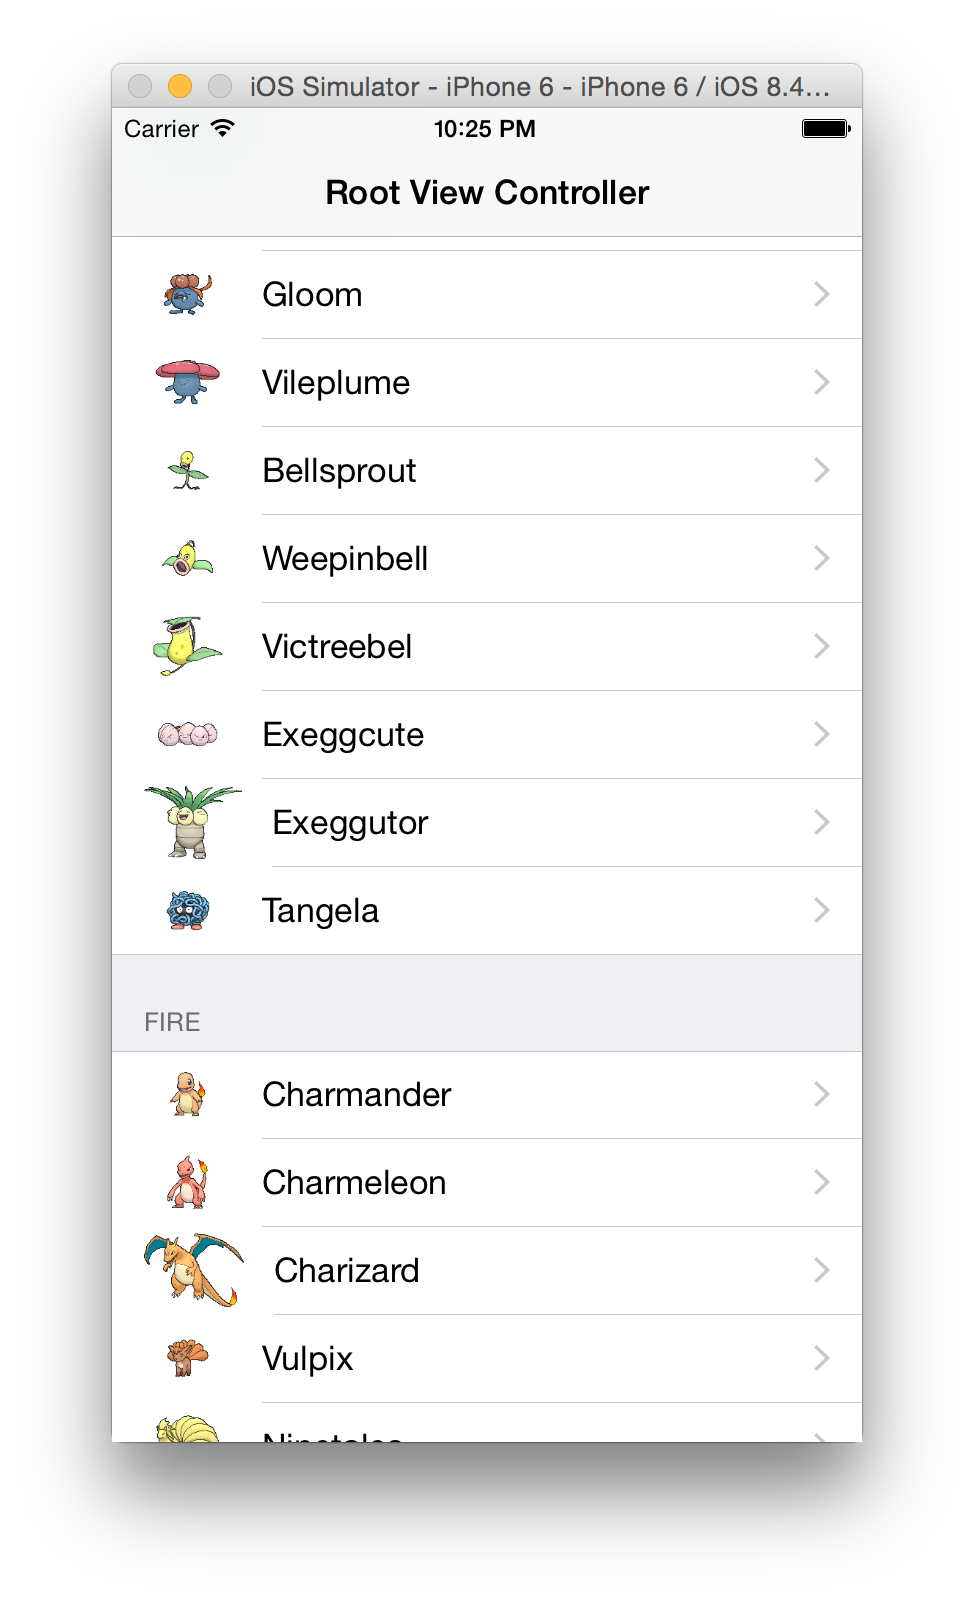 iOS Simulator - iPhone 6 - iPhone 6 / iOS 8.4...
Carrier 10:25 PM
Root View Controller
Gloom
Vileplume
Bellsprout
Weepinbell
Victreebel
Exeggcute
Exeggutor
Tangela
FIRE
Charmander
Charmeleon
Charizard
Vulpix
Ninetales